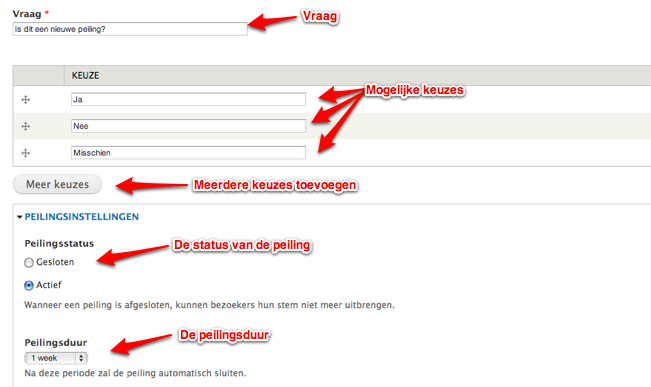 Vraag *
Vraag
Is dit een nieuwe peiling?
KEUZE
Ja
Mogelijke keuzes
Nee
Misschien
Meer keuzes
Meerdere keuzes toevoegen
PEILINGSINSTELLINGEN
Peilingsstatus
De status van de peiling
Gesloten
Actief
Wanneer een peiling is afgesloten, kunnen bezoekers hun stem niet meer uitbrengen.
De peilingsduur
Peilingsduur
1 week
Na deze periode zal de peiling automatisch sluiten.